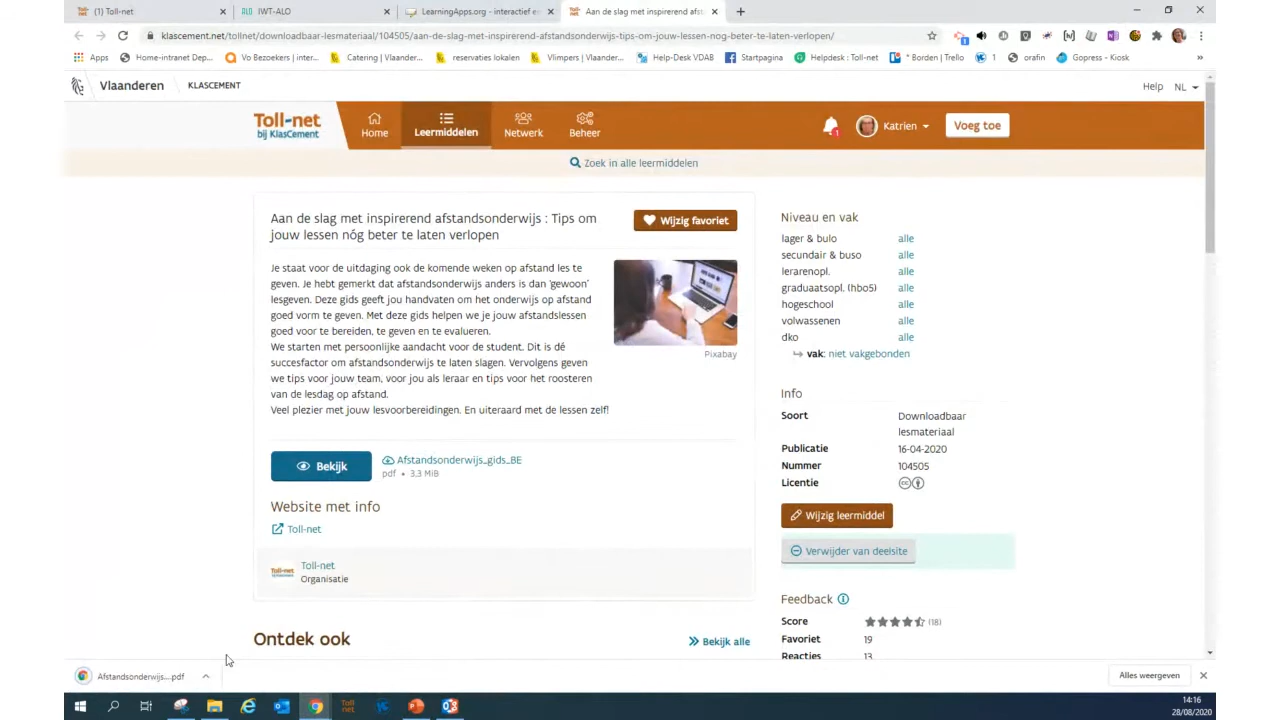 (1) Toll-net
IWT-ALO
LearningApps.org - interactief e
Aan de slag met inspirerend afst
klascement.net/tollnet/downloadbaar-lesmateriaal/104505/aan-de-slag-met-inspirerend-afstandsonderwijs-tips-om-jouw-lessen-nog-beter-te-laten-verlopen/
Apps
Home-intranet Dep...
Vo Bezoekers | inter...
Catering | Vlaander...
reservaties lokalen
Vlimpers | Vlaander...
Help-Desk VDAB
Startpagina
Helpdesk : Toll-net
* Borden | Trello
1
orafin
Gopress - Kiosk
»
Vlaanderen
KLASCEMENT
Help
NL
Toll-net
bij KlasCement
Home
Leermiddelen
Netwerk
Beheer
1
Katrien
Voeg toe
Zoek in alle leermiddelen
Aan de slag met inspirerend afstandsonderwijs : Tips om
jouw lessen nóg beter te laten verlopen
Wijzig favoriet
Je staat voor de uitdaging ook de komende weken op afstand les te
geven. Je hebt gemerkt dat afstandsonderwijs anders is dan 'gewoon'
lesgeven. Deze gids geeft jou handvaten om het onderwijs op afstand
goed vorm te geven. Met deze gids helpen we je jouw afstandslessen
goed voor te bereiden, te geven en te evalueren.
We starten met persoonlijke aandacht voor de student. Dit is dé
succesfactor om afstandsonderwijs te laten slagen. Vervolgens geven
we tips voor jouw team, voor jou als leraar en tips voor het roosteren
van de lesdag op afstand.
Veel plezier met jouw lesvoorbereidingen. En uiteraard met de lessen zelf!
Pixabay
Bekijk
Afstandsonderwijs_gids_BE
pdf • 3,3 MiB
Website met info
Toll-net
Toll-net
Toll-net
Organisatie
Ontdek ook
Bekijk alle
Niveau en vak
lager & bulo alle
secundair & buso alle
lerarenopl. alle
graduaatsopl. (hbo5) alle
hogeschool alle
volwassenen alle
dko alle
vak: niet vakgebonden
Info
Soort Downloadbaar
lesmateriaal
Publicatie 16-04-2020
Nummer 104505
Licentie
Wijzig leermiddel
Verwijder van deelsite
Feedback
Score (18)
Favoriet 19
Reacties 13
Afstandsonderwijs....pdf
Alles weergeven
Toll
net
14:16
28/08/2020